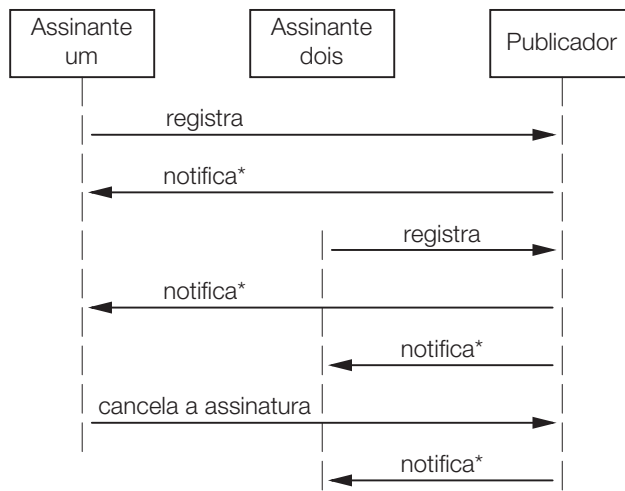 Assinante
um
Assinante
dois
Publicador
registra
notifica*
registra
notifica*
notifica*
cancela a assinatura
notifica*